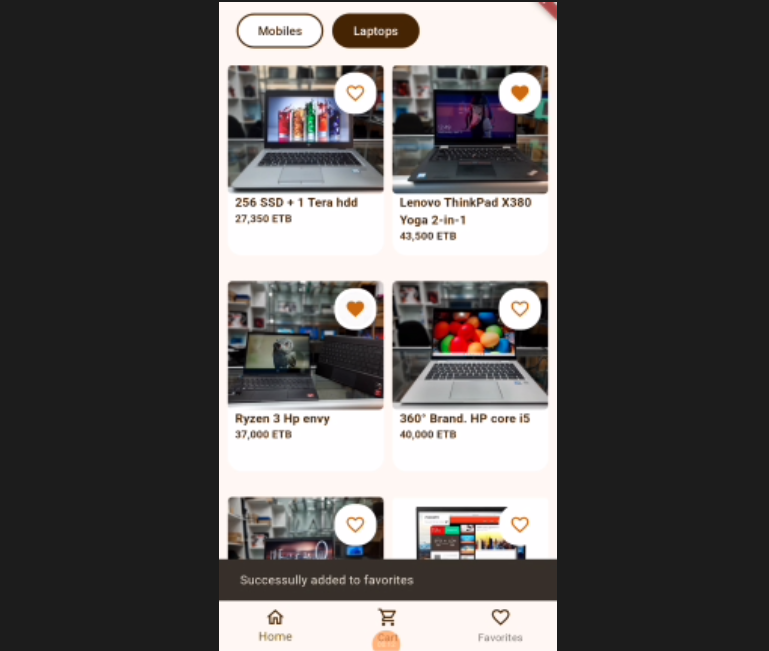 Mobiles
Laptops
256 SSD + 1 Tera hdd
27,350 ETB
Lenovo ThinkPad X380
Yoga 2-in-1
43,500 ETB
Ryzen 3 Hp envy
37,000 ETB
360° Brand. HP core i5
40,000 ETB
Successully added to favorites
Home
Cart
Favorites